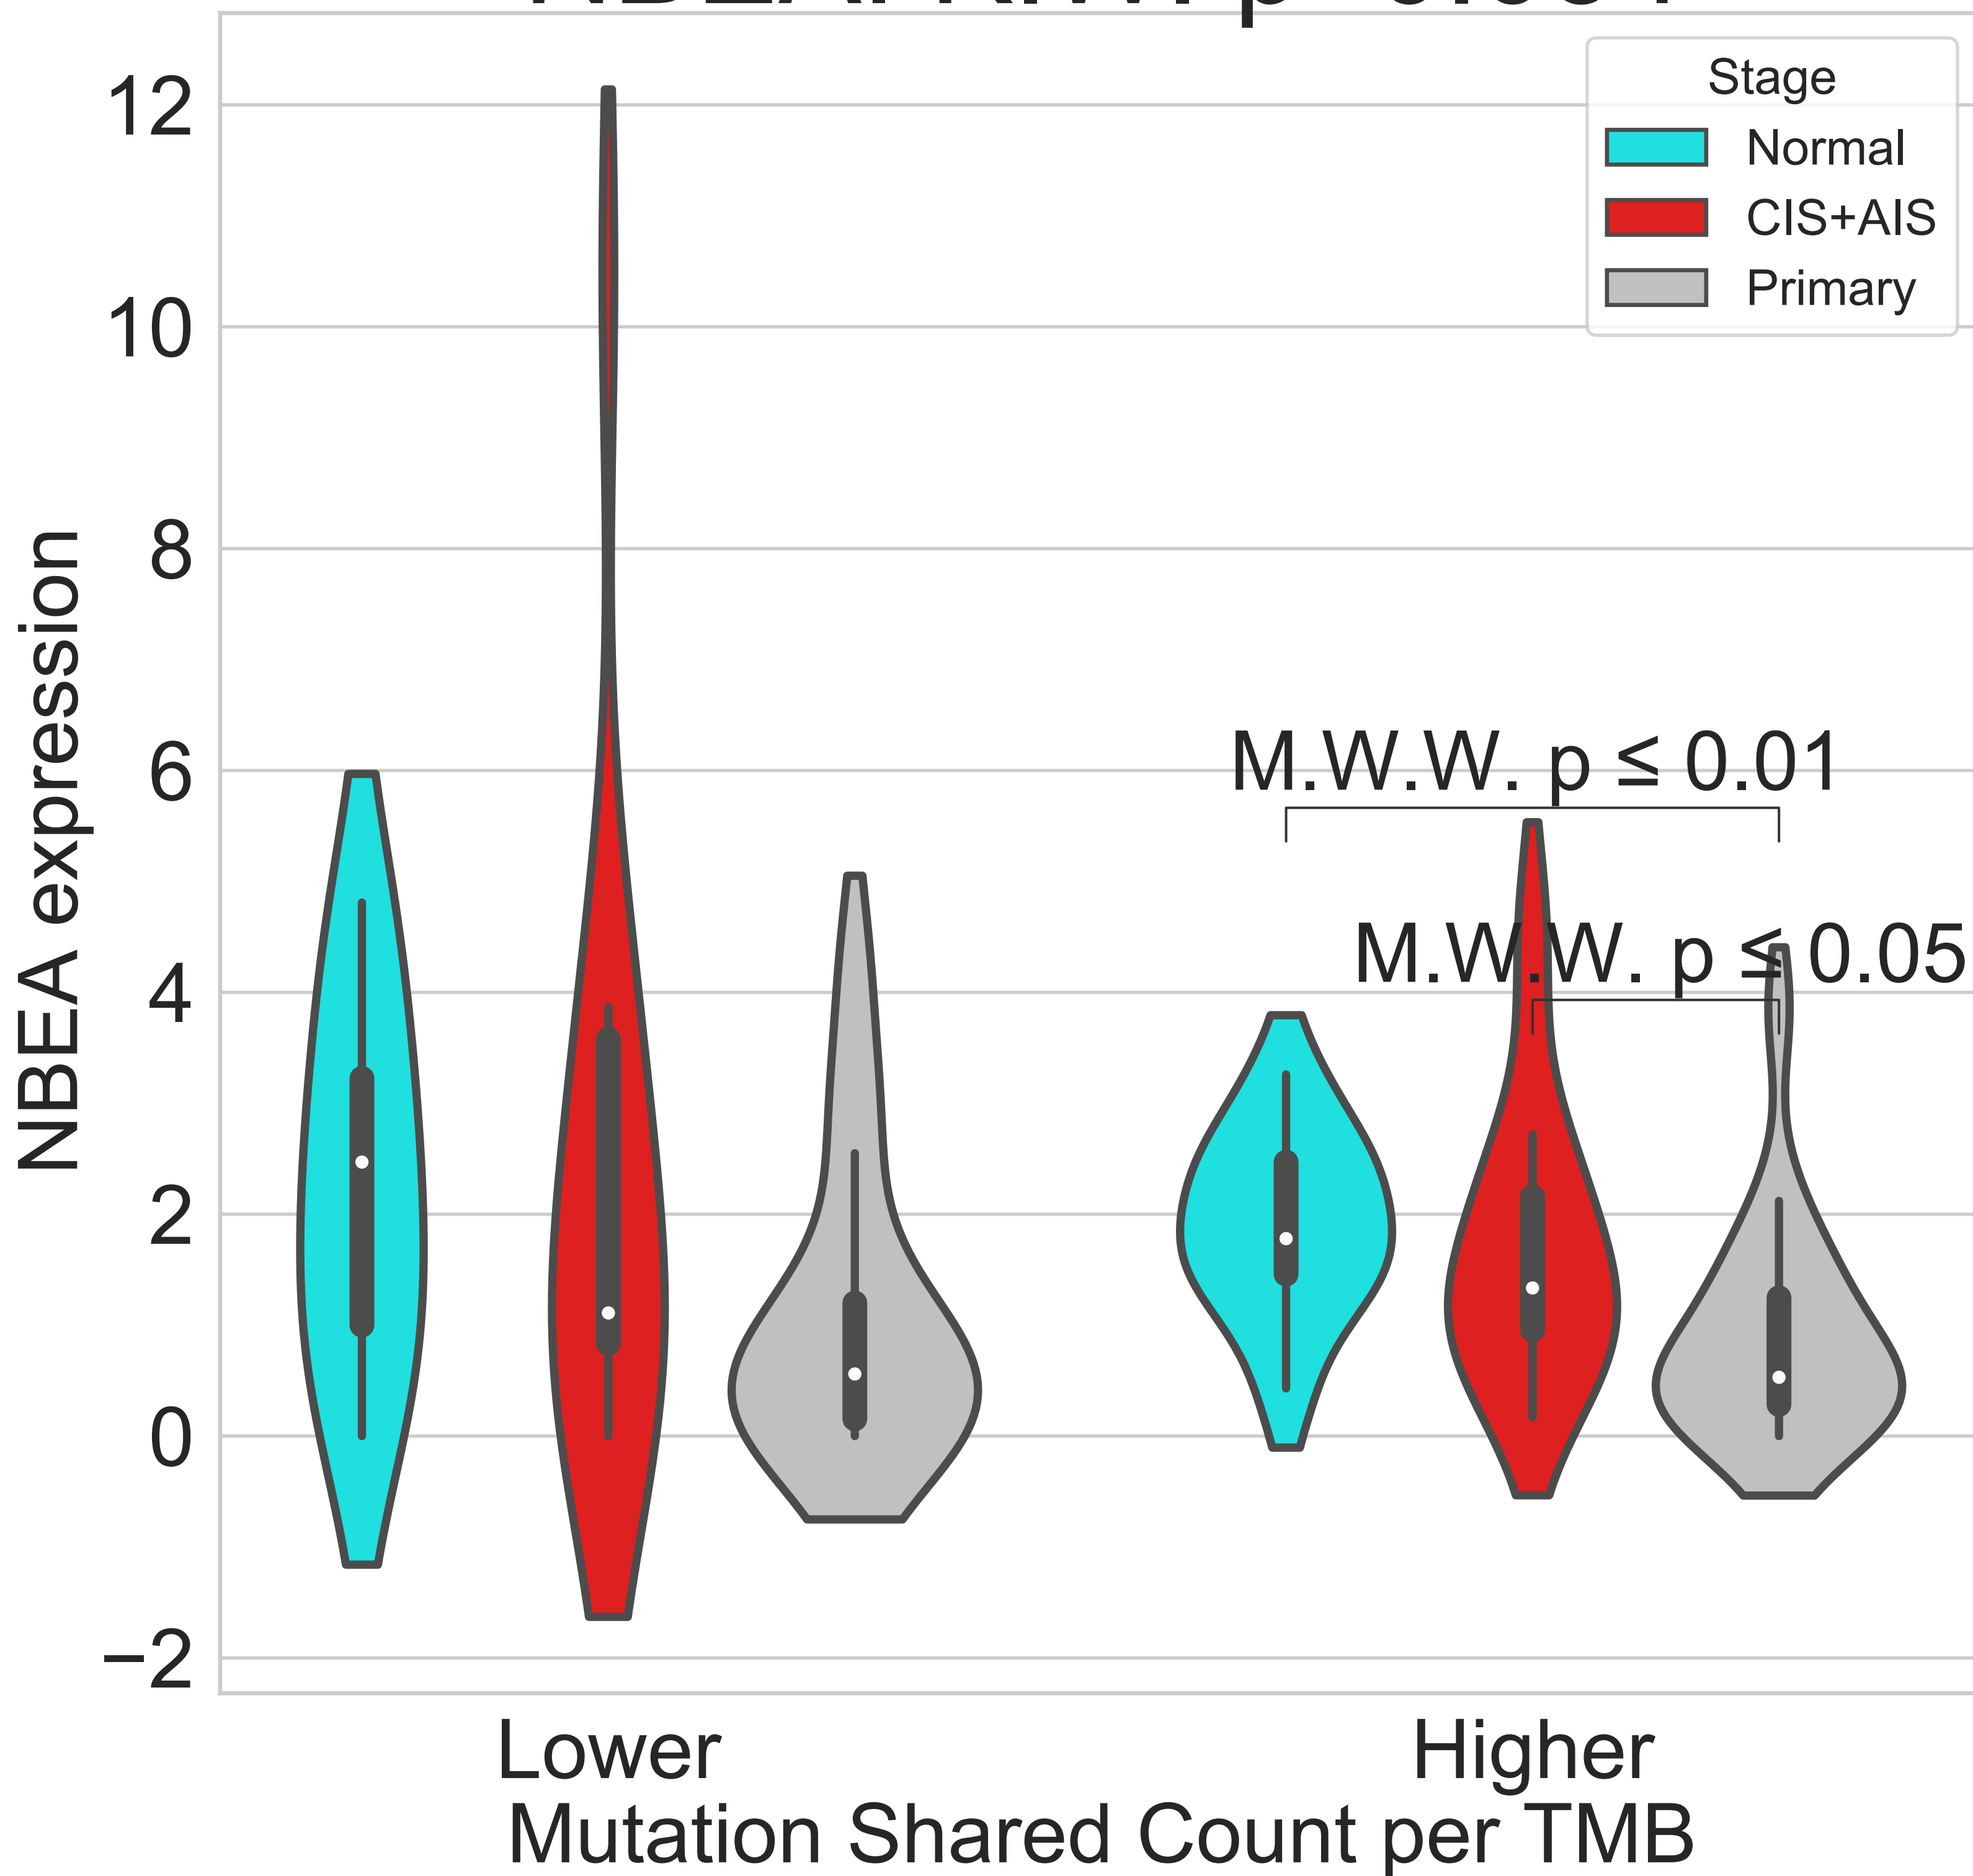 Stage
Normal
CIS+AIS
Primary
12
10
8
6
4
2
0
−2
NBEA expression
M.W.W. p ≤ 0.01
M.W.W. p ≤ 0.05
Lower
Higher
Mutation Shared Count per TMB